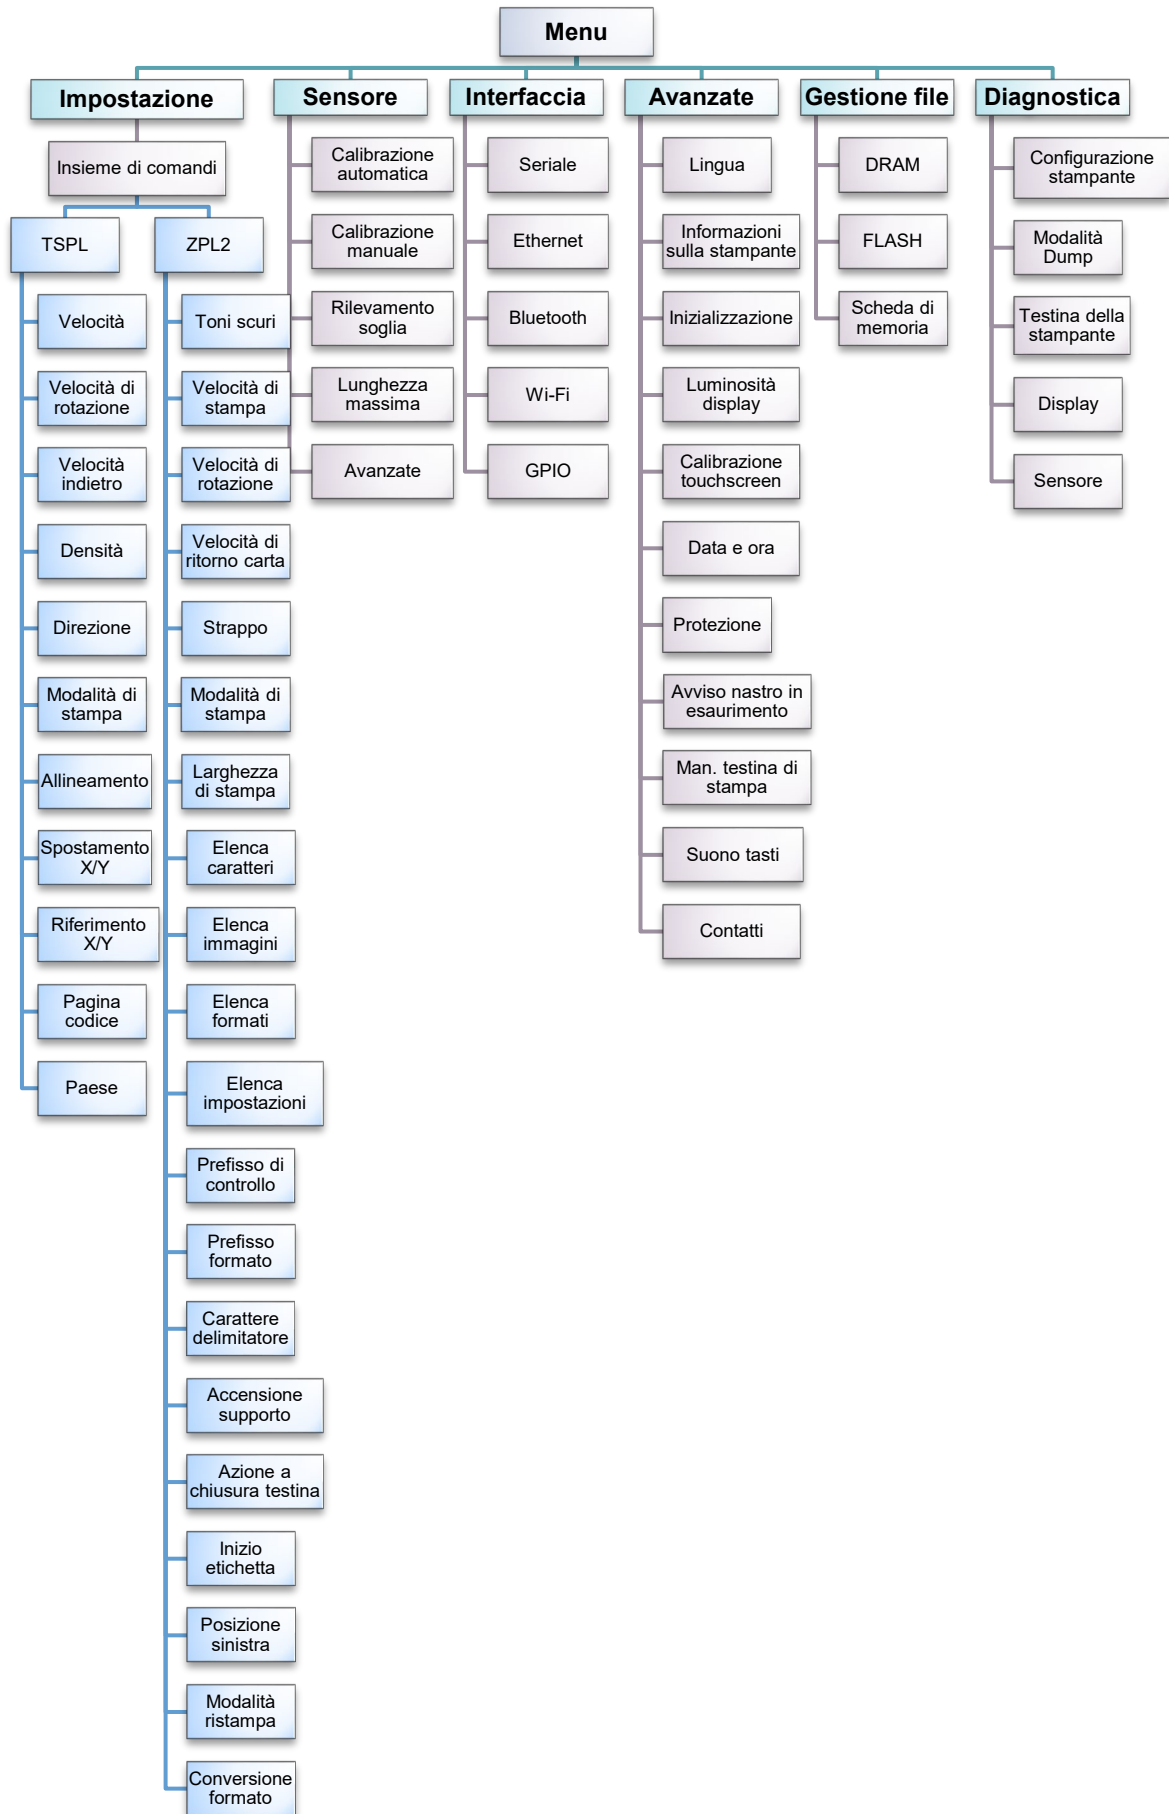 Menu
Impostazione
Sensore
Interfaccia
Avanzate
Gestione file
Diagnostica
Insieme di comandi
TSPL
ZPL2
Velocità
Velocità di
rotazione
Velocità
indietro
Densità
Direzione
Modalità di
stampa
Allineamento
Spostamento
X/Y
Riferimento
X/Y
Pagina
codice
Paese
Toni scuri
Velocità di
stampa
Velocità di
rotazione
Velocità di
ritorno carta
Strappo
Modalità di
stampa
Larghezza
di stampa
Elenca
caratteri
Elenca
immagini
Elenca
formati
Elenca
impostazioni
Prefisso di
controllo
Prefisso
formato
Carattere
delimitatore
Accensione
supporto
Azione a
chiusura testina
Inizio
etichetta
Posizione
sinistra
Modalità
ristampa
Conversione
formato
Calibrazione
automatica
Calibrazione
manuale
Rilevamento
soglia
Lunghezza
massima
Avanzate
Seriale
Ethernet
Bluetooth
Wi-Fi
GPIO
Lingua
Informazioni
sulla stampante
Inizializzazione
Luminosità
display
Calibrazione
touchscreen
Data e ora
Protezione
Avviso nastro in
esaurimento
Man. testina di
stampa
Suono tasti
Contatti
DRAM
FLASH
Scheda di
memoria
Configurazione
stampante
Modalità
Dump
Testina della
stampante
Display
Sensore